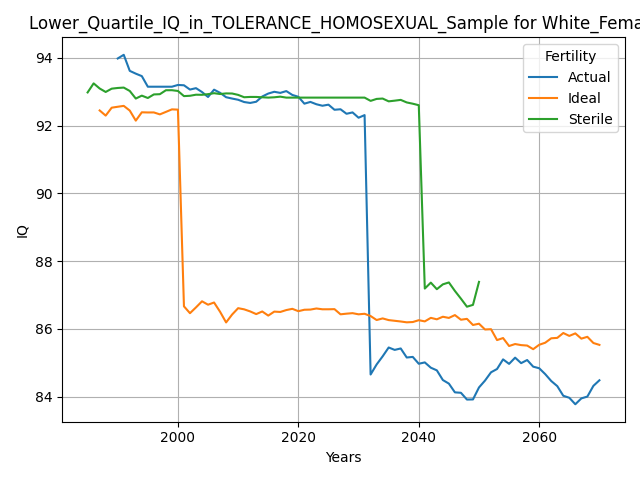 Lower_Quartile_IQ_in_TOLERANCE_HOMOSEXUAL_Sample for White_Fema
Fertility
Actual
Ideal
Sterile
94
92
90
88
86
84
IQ
2000
2020
2040
2060
Years